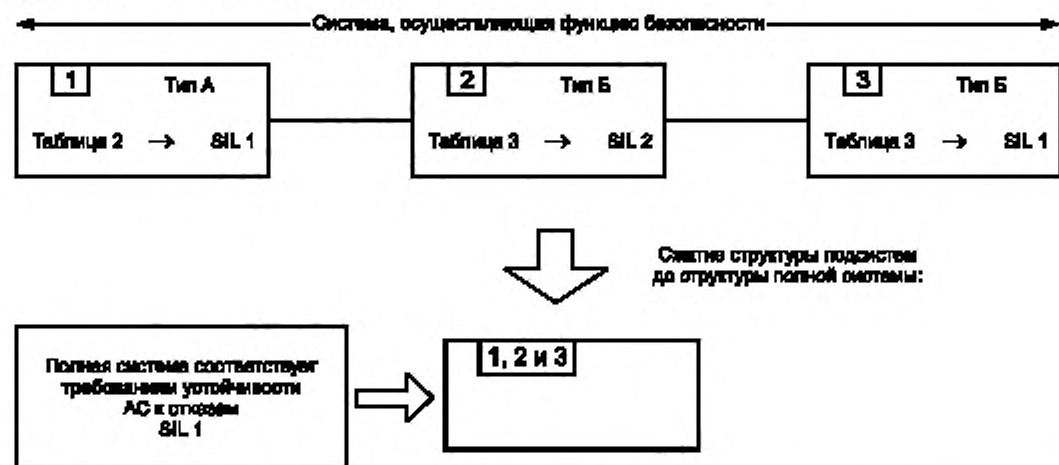 Система, осуществляющая функцию безопасности
1 Тип А
Таблица 2 → SIL 1
2 Тип Б
Таблица 3 → SIL 2
3 Тип Б
Таблица 3 → SIL 1
Сжатие структуры подсистем
до структуры полной системы:
Полная система соответствует
требованиям устойчивости
АС к отказам
SIL 1
1, 2 и 3